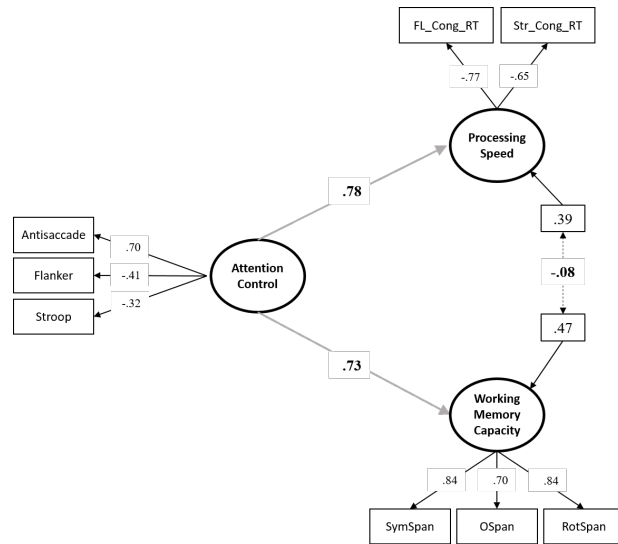 FL_Cong_RT
Str_Cong_RT
-.77
-.65
Processing
Speed
.78
.39
Antisaccade
.70
Flanker
-.41
Stroop
-.32
Attention
Control
-.08
.47
.73
Working
Memory
Capacity
.84
.70
.84
SymSpan
OSpan
RotSpan